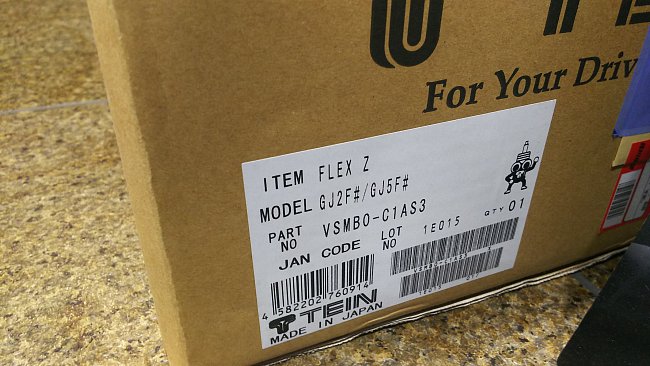 For Your Driv
ITEM FLEX Z
MODEL GJ2F#/GJ5F#
PART NO VSMB0-C1AS3
JAN CODE LOT NO 1E015 QTY 01
4 582202 760914
TEIN
MADE IN JAPAN